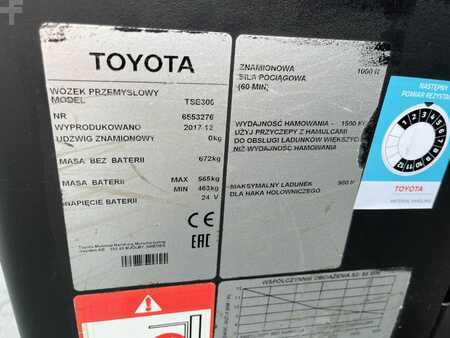 TOYOTA
WÓZEK PRZEMYSŁOWY
MODEL TSE300
NR 6553276
WYPRODUKOWANO 2017-12
UDŹWIG ZNAMIONOWY 0kg
MASA BEZ BATERII 672kg
MASA BATERII MAX 565kg
MIN 463kg
NAPIĘCIE BATERII 24 V
CE
EAC
ZNAMIONOWA 1000
SIŁA POCIĄGOWA
(60 MIN)
WYDAJNOŚĆ HAMOWANIA - 1500
UŻYJ PRZYCZEPY Z HAMULCAMI
DO OBSŁUGI ŁADUNKÓW WIĘKSZYCH
NIŻ WYDAJNOŚĆ HAMOWANIA
MAKSYMALNY ŁADUNEK 900
DLA HAKA HOLOWNICZEGO
NASTĘPNY
POMIAR
TOYOTA
MATERIAL HANDLING
WSPÓŁCZYNNIK OBCIĄŻENIA